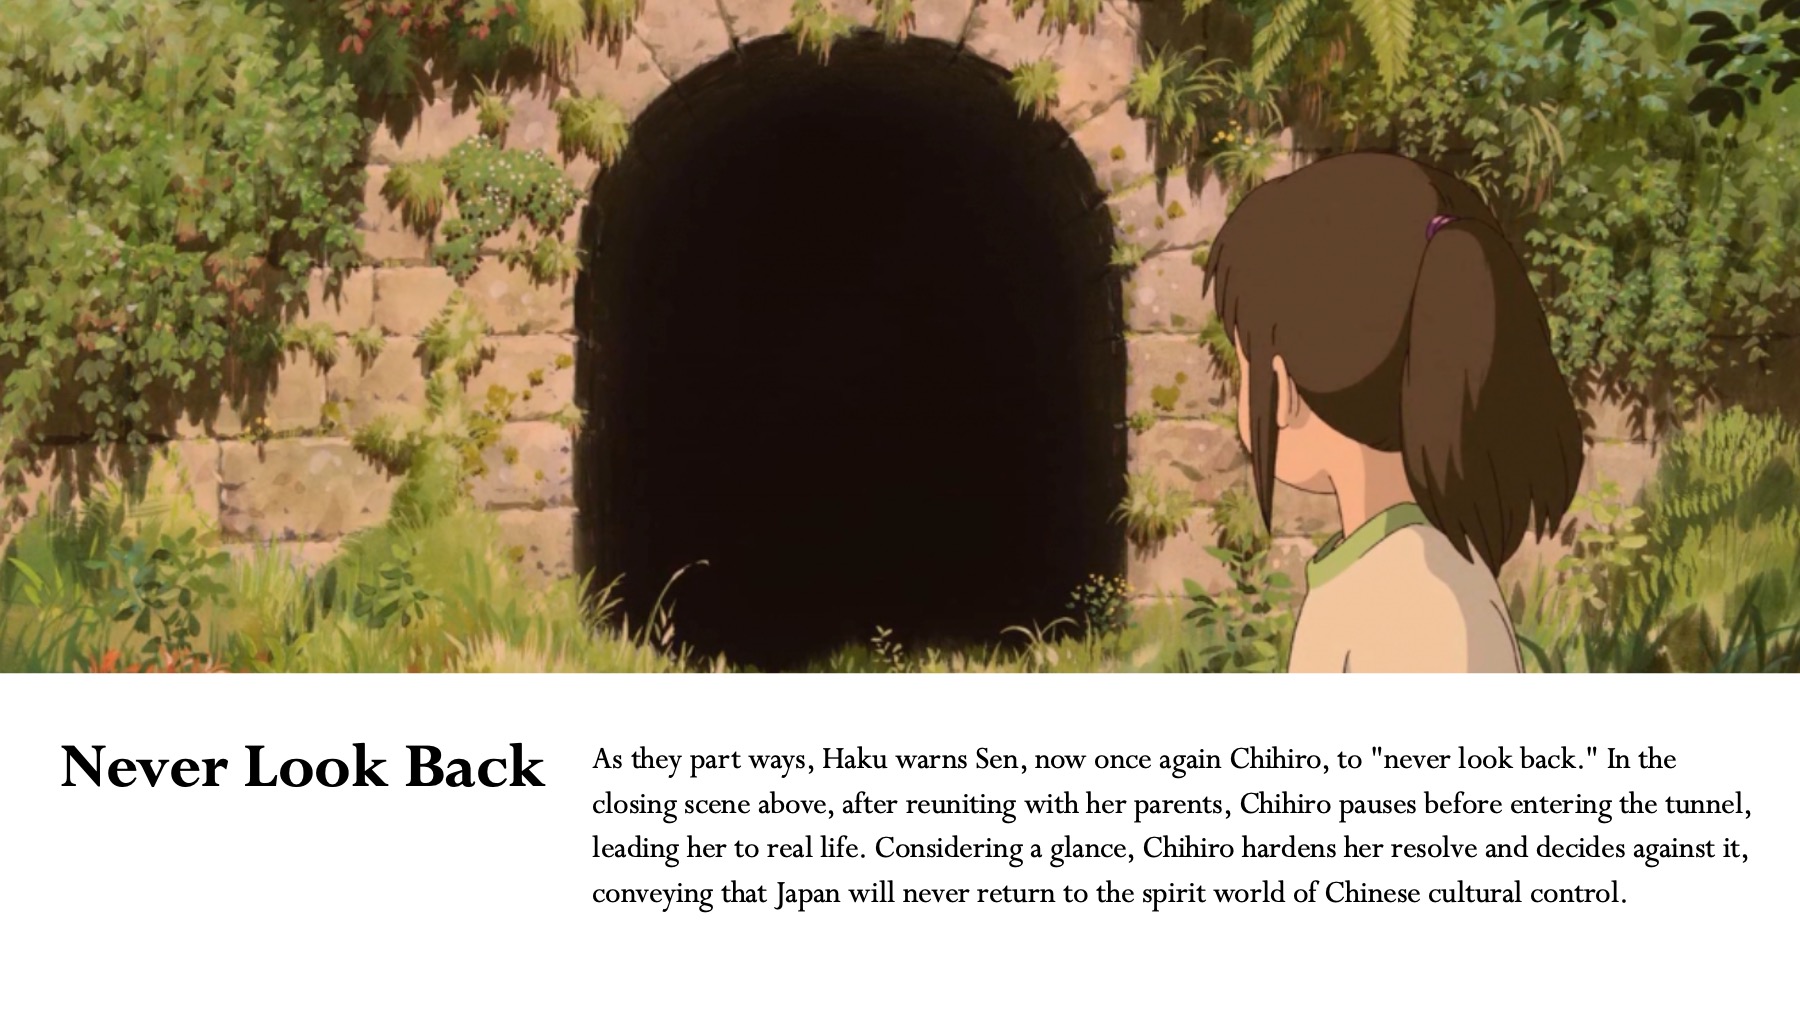 Never Look Back
As they part ways, Haku warns Sen, now once again Chihiro, to "never look back." In the
closing scene above, after reuniting with her parents, Chihiro pauses before entering the tunnel,
leading her to real life. Considering a glance, Chihiro hardens her resolve and decides against it,
conveying that Japan will never return to the spirit world of Chinese cultural control.